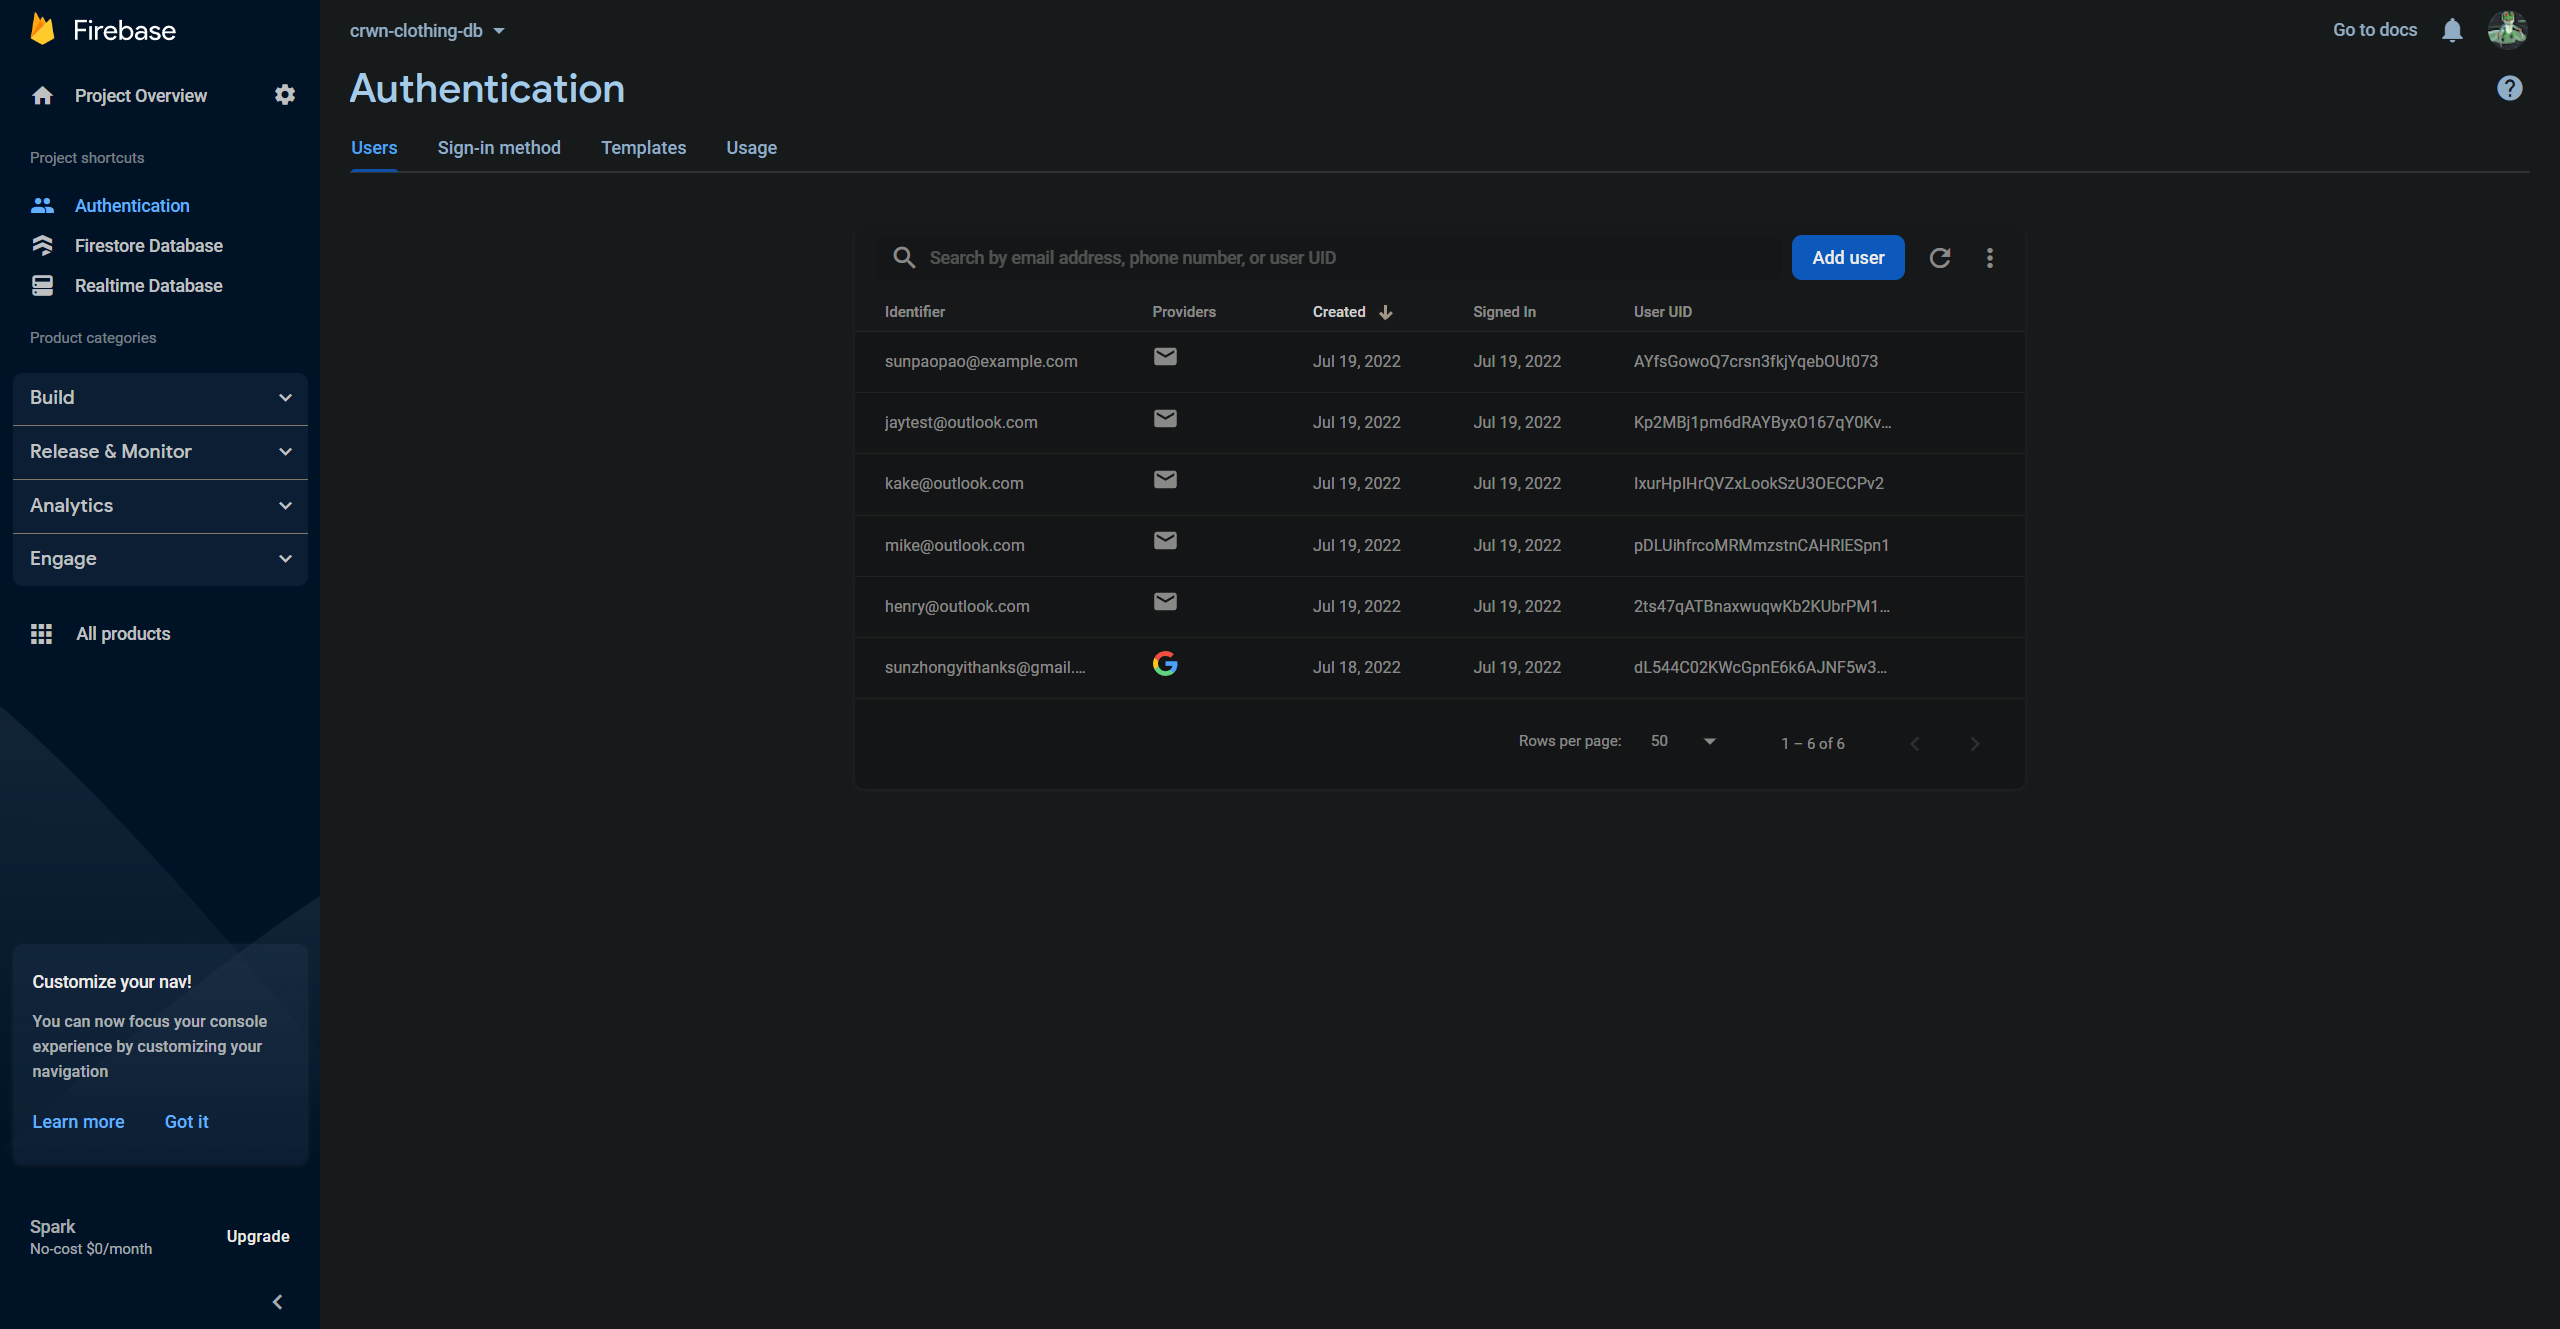 Firebase
Project Overview
Project shortcuts
Authentication
Firestore Database
Realtime Database
Product categories
Build
Release & Monitor
Analytics
Engage
All products
Customize your nav!
You can now focus your console
experience by customizing your
navigation
Learn more Got it
Spark
No-cost $0/month
Upgrade
crwn-clothing-db
Go to docs
Authentication
Users Sign-in method Templates Usage
Search by email address, phone number, or user UID
Add user
Identifier Providers Created Signed In User UID
sunpaopao@example.com Jul 19, 2022 Jul 19, 2022 AYfsGowoQ7crsn3fkjYqebOUt073
jaytest@outlook.com Jul 19, 2022 Jul 19, 2022 Kp2MBj1pm6dRAYByxO167qY0Kv...
kake@outlook.com Jul 19, 2022 Jul 19, 2022 IxurHpIHrQVZxLookSzU3OECCPv2
mike@outlook.com Jul 19, 2022 Jul 19, 2022 pDLUihfrcoMRMmzstnCAHRIESpn1
henry@outlook.com Jul 19, 2022 Jul 19, 2022 2ts47qATBnaxwuqwKb2KUbrPM1...
sunzhongyithanks@gmail.... Jul 18, 2022 Jul 19, 2022 dL544C02KWcGpnE6k6AJNF5w3...
Rows per page: 50 1 – 6 of 6